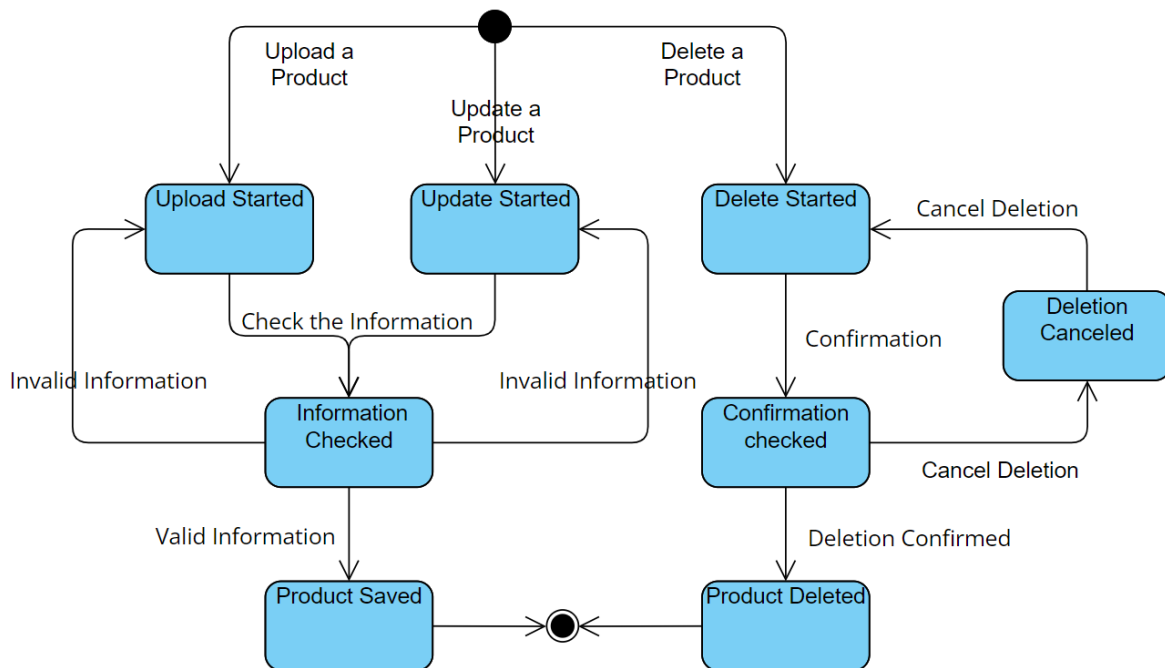 Upload a
Product
Delete a
Product
Update a
Product
Upload Started
Update Started
Delete Started
Cancel Deletion
Deletion
Canceled
Check the Information
Confirmation
Invalid Information
Invalid Information
Information
Checked
Confirmation
checked
Cancel Deletion
Valid Information
Deletion Confirmed
Product Saved
Product Deleted